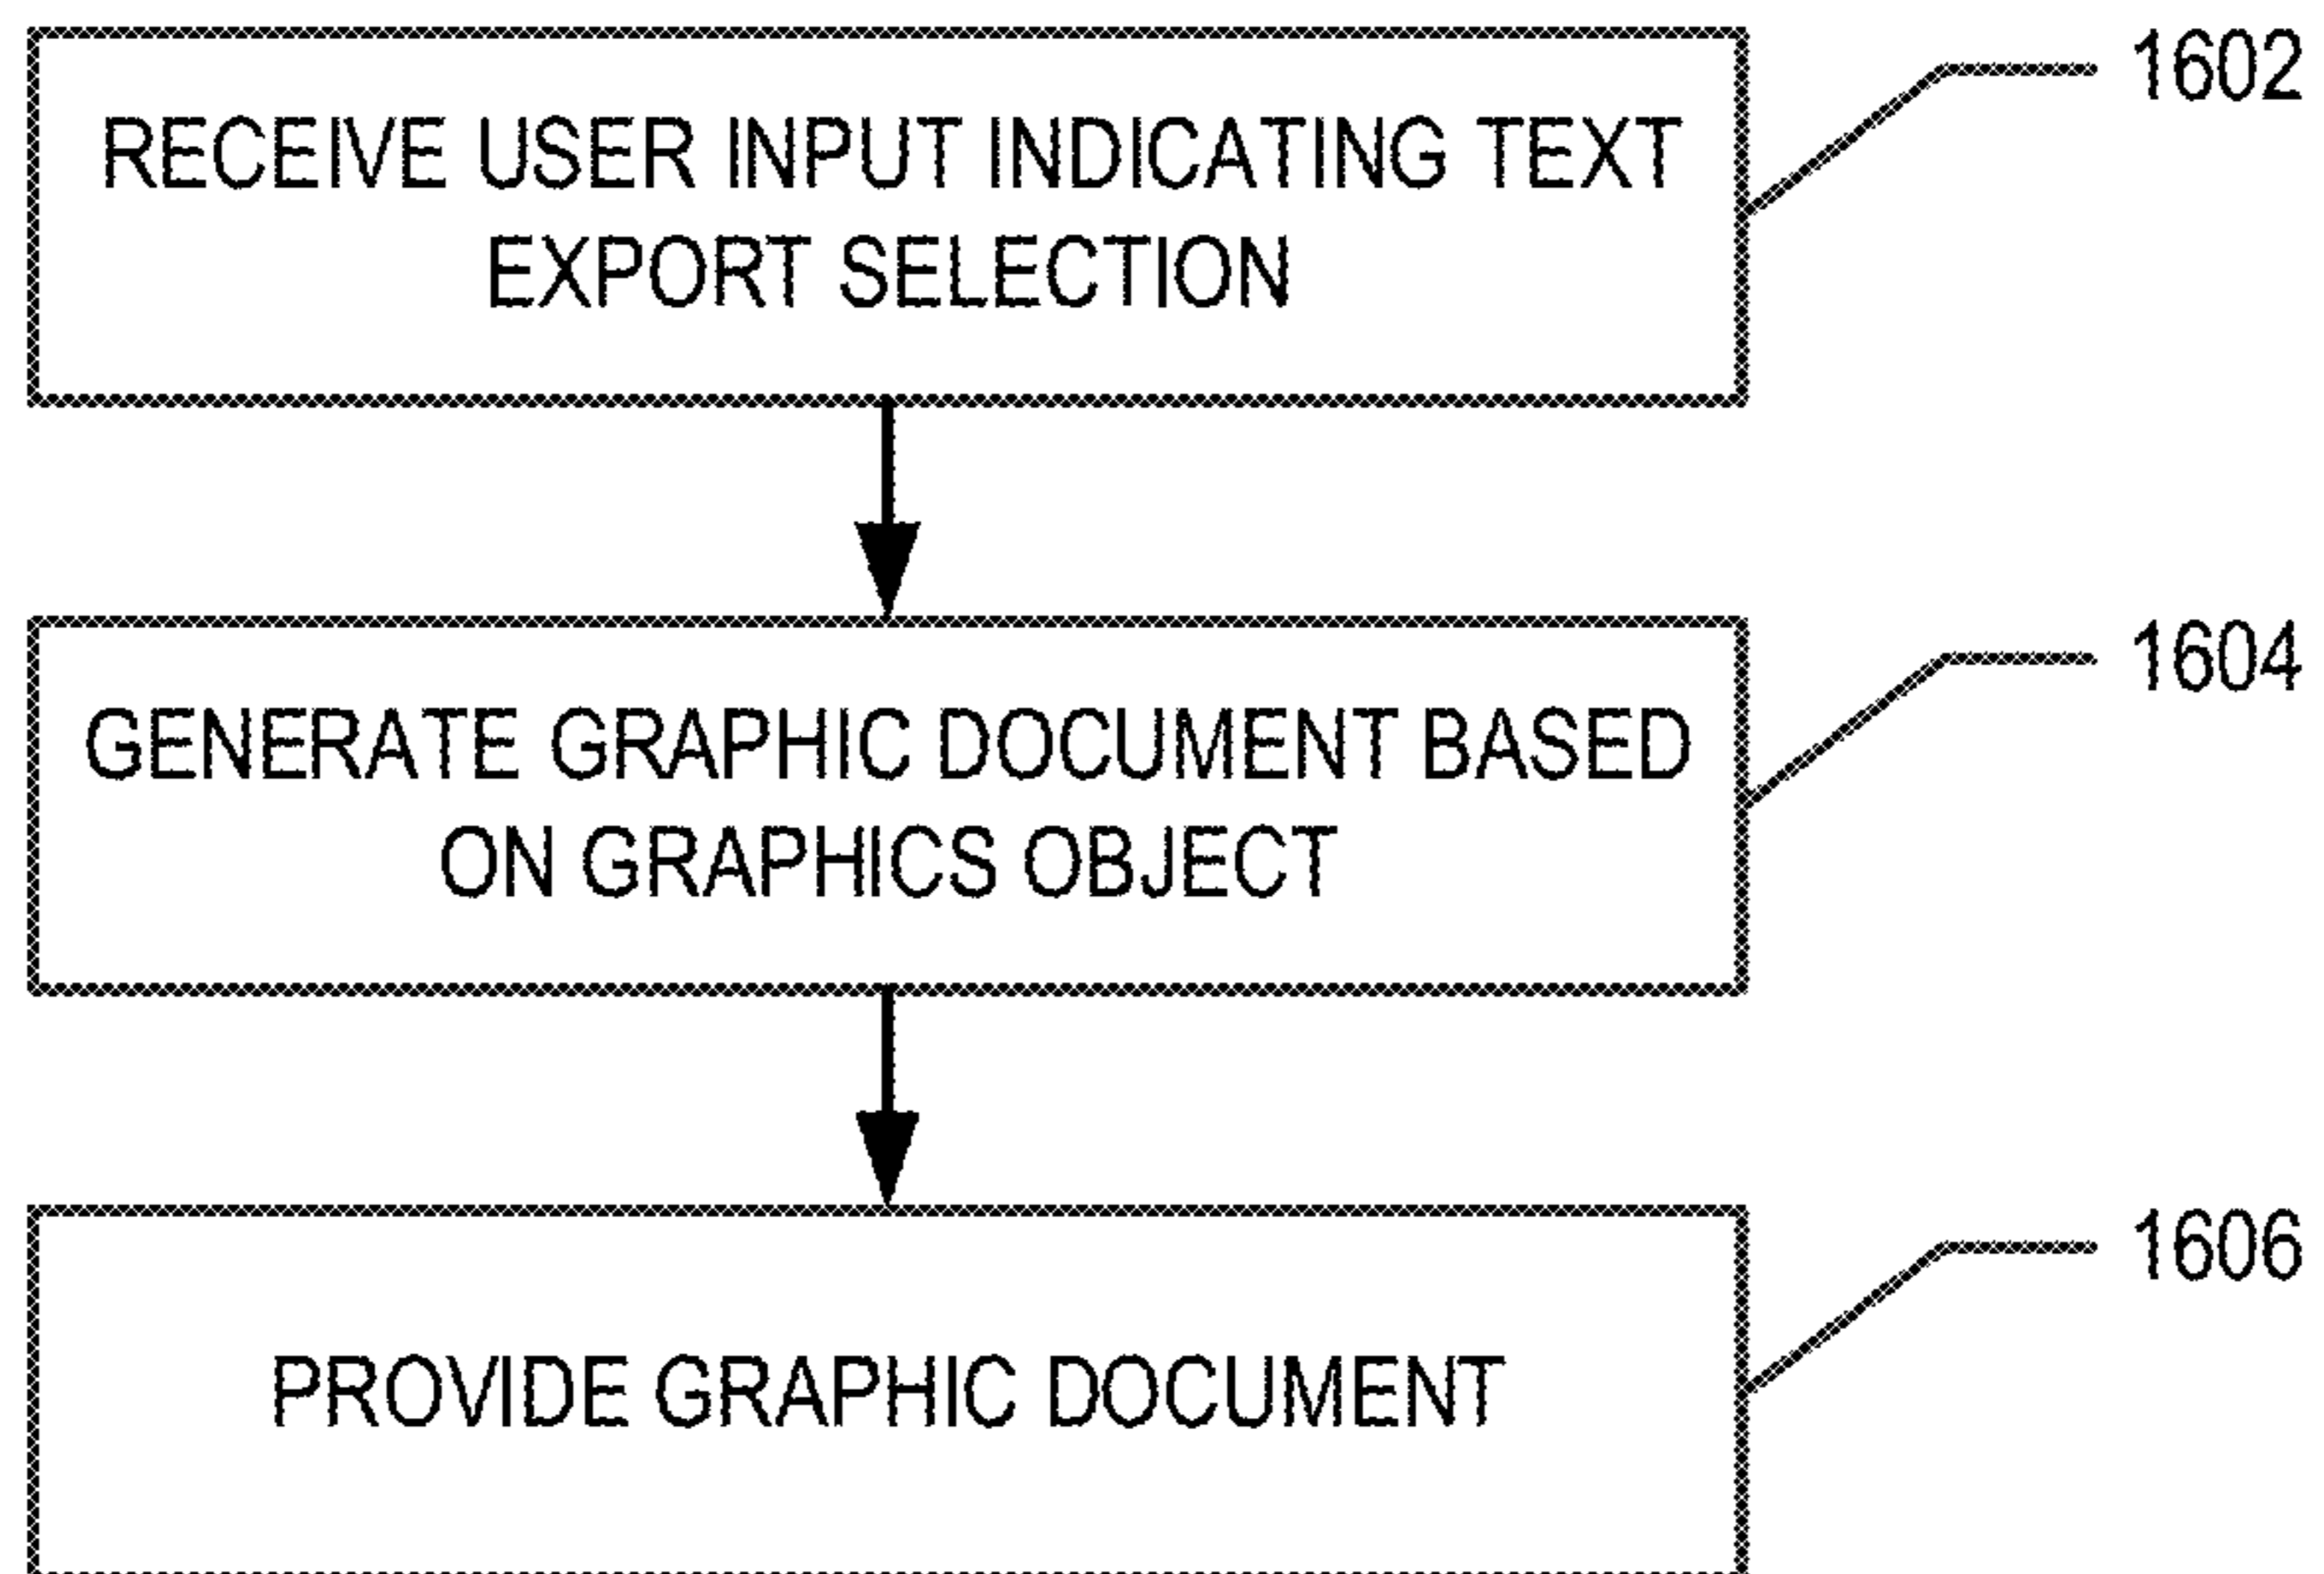 1602
RECEIVE USER INPUT INDICATING TEXT
EXPORT SELECTION
1604
GENERATE GRAPHIC DOCUMENT BASED
ON GRAPHICS OBJECT
1606
PROVIDE GRAPHIC DOCUMENT